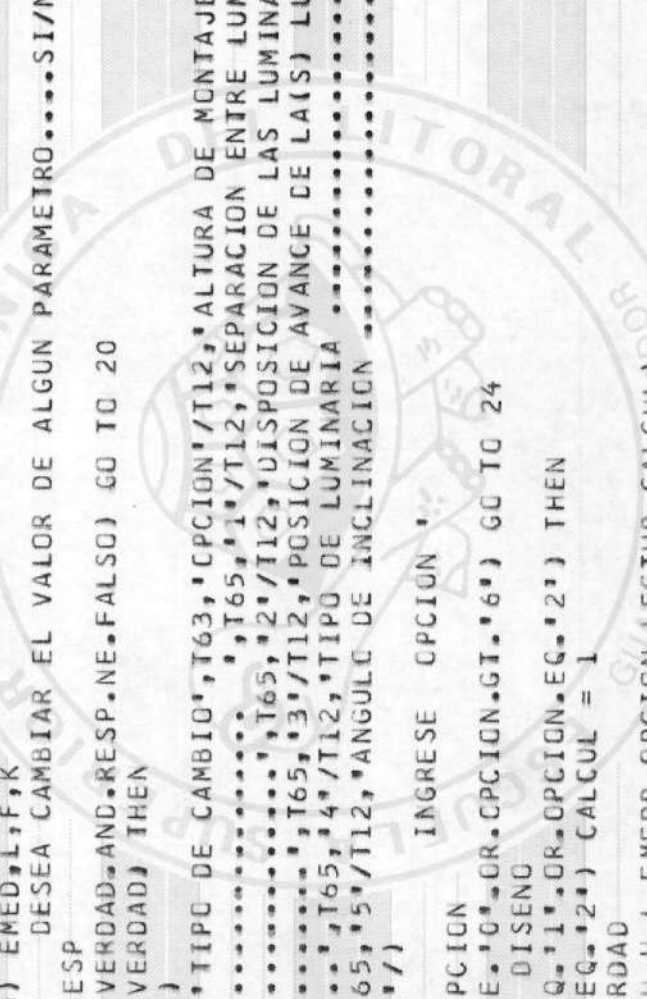 ) EMED,L,F,K
DESEA CAMBIAR EL VALOR DE ALGUN PARAMETRO....SI/N
ESP
VERDAD.AND.RESP.NE.FALSO) GO TO 20
VERDAD) THEN
)
'TIPO DE CAMBIO',T63,'OPCION'/T12,'ALTURA DE MONTAJE
....................',T65,'1'/T12,'SEPARACION ENTRE LUM
................',T65,'2'/T12,'DISPOSICION DE LAS LUMINA
.......',T65,'3'/T12,'POSICION DE AVANCE DE LA(S) LU
..',T65,'4'/T12,'TIPO DE LUMINARIA ....................
65,'5'/T12,'ANGULO DE INCLINACION ....................
'/)
INGRESE OPCION '
PCION
E.'0'.OR.OPCION.GT.'6') GO TO 24
DISENO
Q.'1'.OR.OPCION.EQ.'2') THEN
EQ.'2') CALCUL = 1
RDAD
ESCUELA SUPERIOR DEL LITORAL